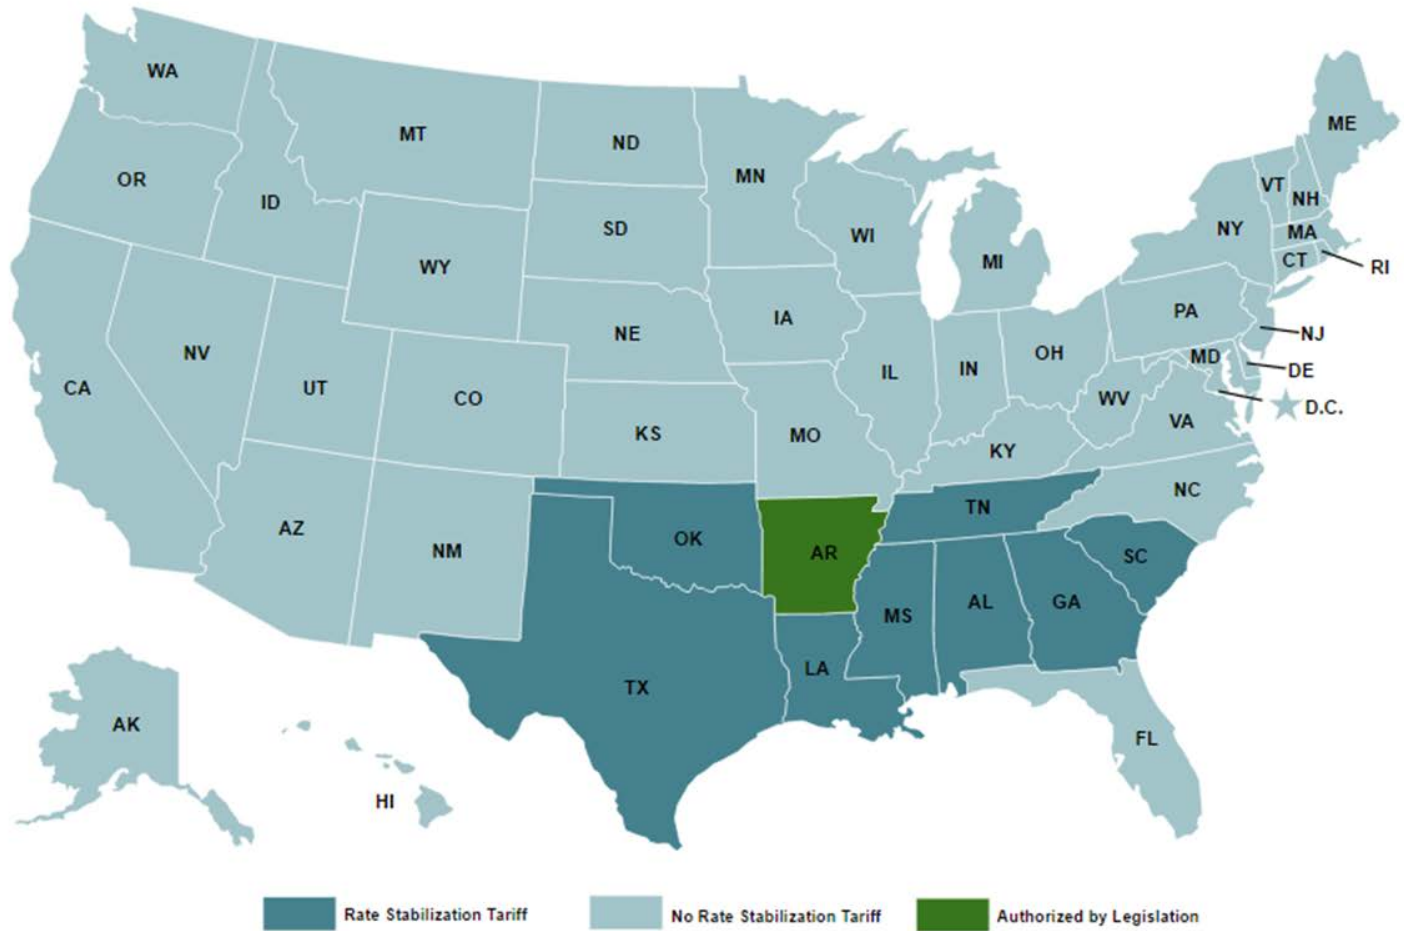 WA
ME
MT
ND
OR
MN
VT
ID
NH
SD
WI
NY
MA
WY
MI
CT
RI
PA
IA
NE
NJ
NV
OH
MD
IN
IL
DE
UT
CA
CO
WV
D.C.
VA
KS
MO
KY
NC
TN
AZ
OK
NM
AR
SC
AL
GA
MS
LA
TX
AK
FL
HI
Rate Stabilization Tariff
No Rate Stabilization Tariff
Authorized by Legislation